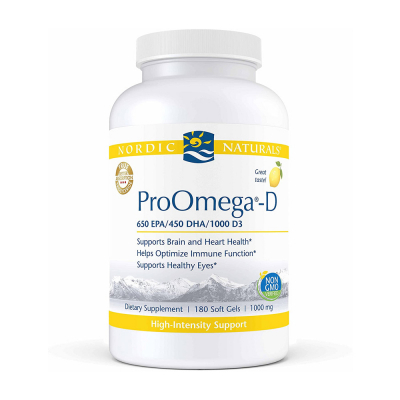 NORDIC NATURALS®
Great
taste!
ProOmega®-D
650 EPA/450 DHA/1000 D3
Supports Brain and Heart Health*
Helps Optimize Immune Function*
Supports Healthy Eyes*
NON
GMO
Dietary Supplement | 180 Soft Gels | 1000 mg
High-Intensity Support